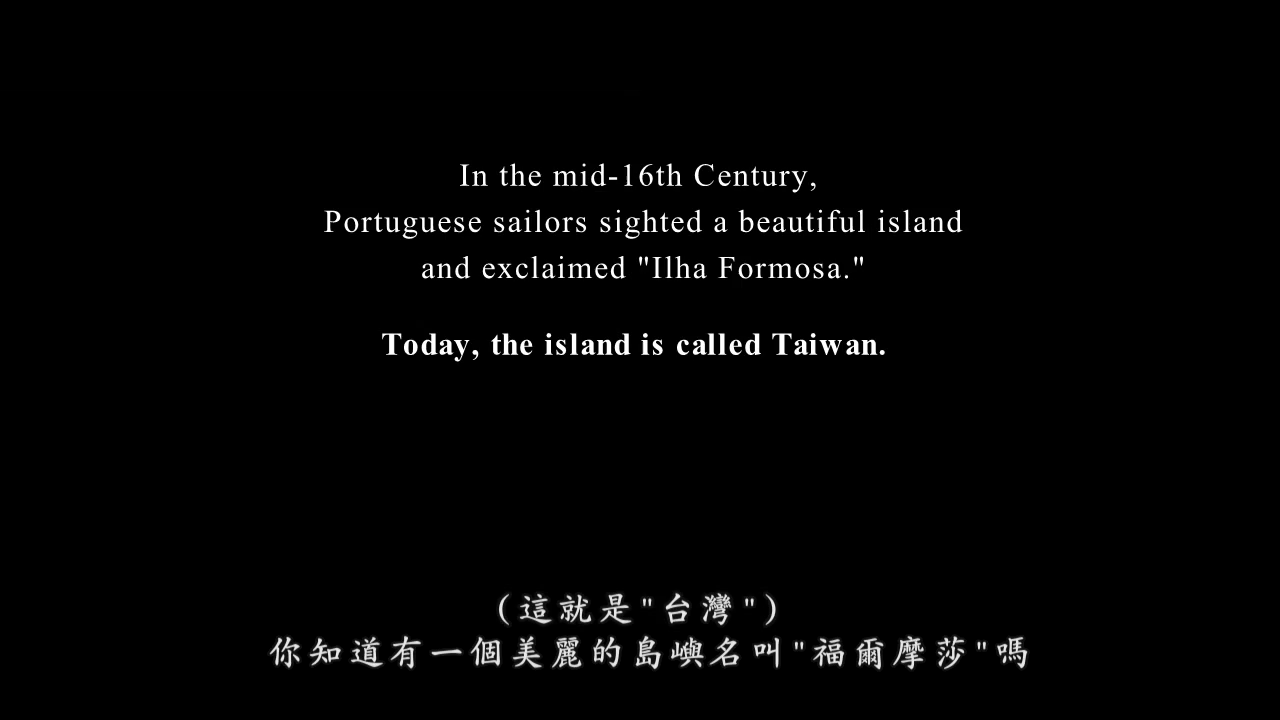 In the mid-16th Century,
Portuguese sailors sighted a beautiful island
and exclaimed "Ilha Formosa."
Today, the island is called Taiwan.
(這就是"台灣")
你知道有一個美麗的島嶼名叫"福爾摩莎"嗎